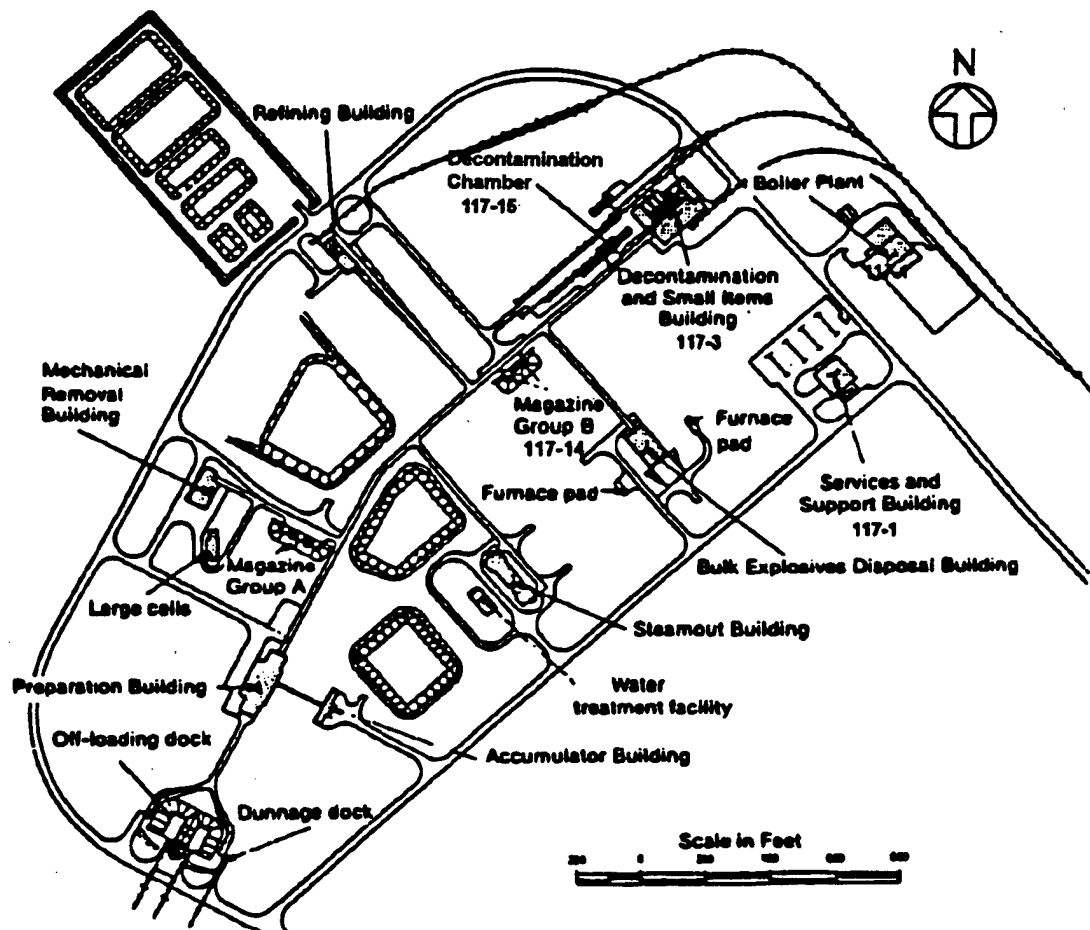 N
Refining Building
Decontamination
Chamber
117-15
Boiler Plant
Decontamination
and Small Items
Building
117-3
Mechanical
Removal
Building
Magazine
Group B
117-14
Furnace
pad
Furnace pad
Services and
Support Building
117-1
Magazine
Group A
Bulk Explosives Disposal Building
Large cells
Steamout Building
Preparation Building
Water
treatment facility
Off-loading dock
Accumulator Building
Dunnage dock
Scale in Feet
0